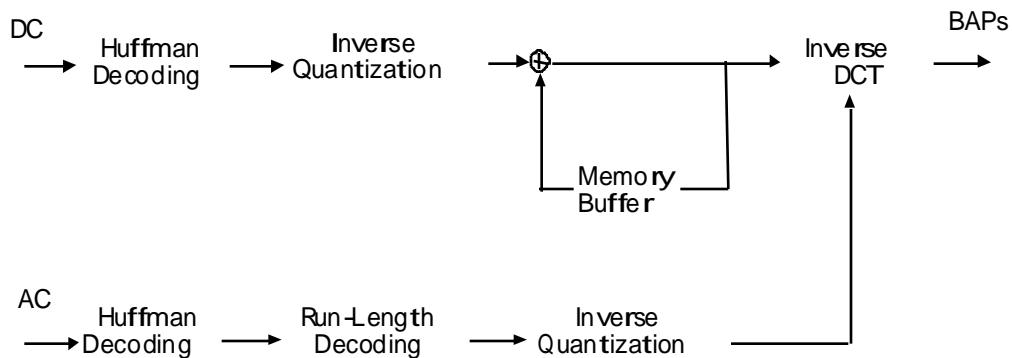 DC
Huffman
Decoding
Inverse
Quantization
Inverse
DCT
BAPs
Memory
Buffer
AC
Huffman
Decoding
Run-Length
Decoding
Inverse
Quantization